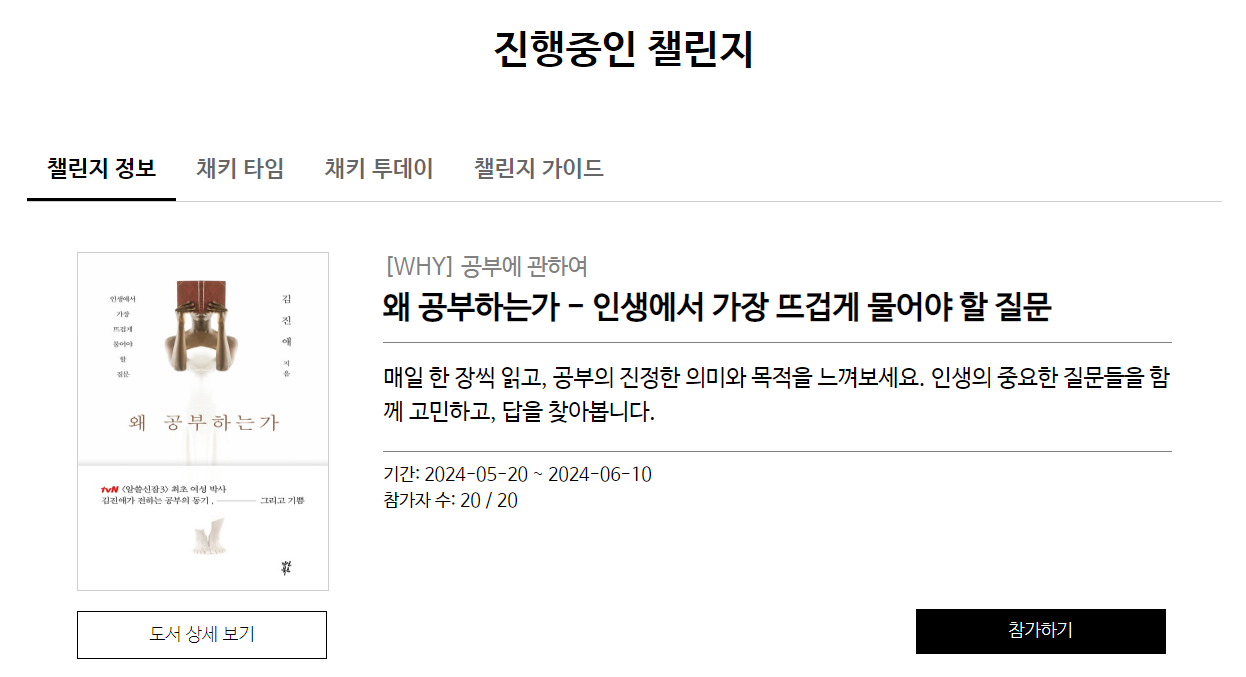 진행중인 챌린지
챌린지 정보
채키 타임
채키 투데이
챌린지 가이드
인생에서
가장
뜨겁게
물어야
할
질문
김진애 지음
왜 공부하는가
tvN 〈알쓸신잡3〉 최초 여성 박사
김진애가 전하는 공부의 동기, 그리고 기쁨
도서 상세 보기
[WHY] 공부에 관하여
왜 공부하는가 - 인생에서 가장 뜨겁게 물어야 할 질문
매일 한 장씩 읽고, 공부의 진정한 의미와 목적을 느껴보세요. 인생의 중요한 질문들을 함
께 고민하고, 답을 찾아봅니다.
기간: 2024-05-20 ~ 2024-06-10
참가자 수: 20 / 20
참가하기